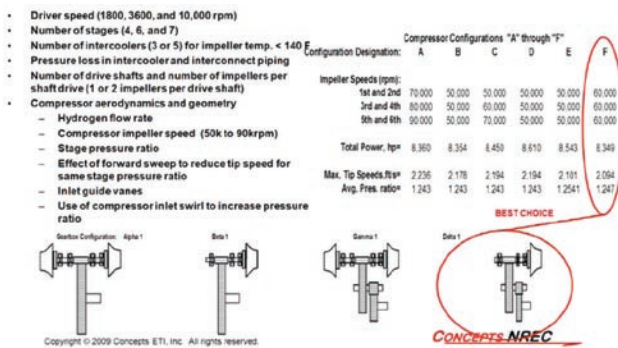 • Driver speed (1800, 3600, and 10,000 rpm)
• Number of stages (4, 6, and 7)
• Number of intercoolers (3 or 5) for impeller temp. < 140 F
• Pressure loss in intercooler and interconnect piping
• Number of drive shafts and number of impellers per
shaft drive (1 or 2 impellers per drive shaft)
• Compressor aerodynamics and geometry
– Hydrogen flow rate
– Compressor impeller speed (50k to 90krpm)
– Stage pressure ratio
– Effect of forward sweep to reduce tip speed for
same stage pressure ratio
– Inlet guide vanes
– Use of compressor inlet swirl to increase pressure
ratio
Compressor Configurations "A" through "F"
Configuration Designation: A B C D E F
Impeller Speeds (rpm):
1st and 2nd 70,000 50,000 50,000 50,000 50,000 60,000
3rd and 4th 80,000 50,000 60,000 50,000 50,000 60,000
5th and 6th 90,000 50,000 70,000 50,000 50,000 60,000
Total Power, hp= 8,360 8,354 8,450 8,610 8,543 8,349
Max. Tip Speeds,ft/s= 2,236 2,178 2,194 2,194 2,101 2,094
Avg. Pres. ratio= 1.243 1.243 1.243 1.243 1.2541 1.247
BEST CHOICE
Gearbox Configuration: Alpha 1 Beta 1 Gamma 1 Delta 1
Copyright © 2009 Concepts ETI, Inc. All rights reserved.
CONCEPTS NREC